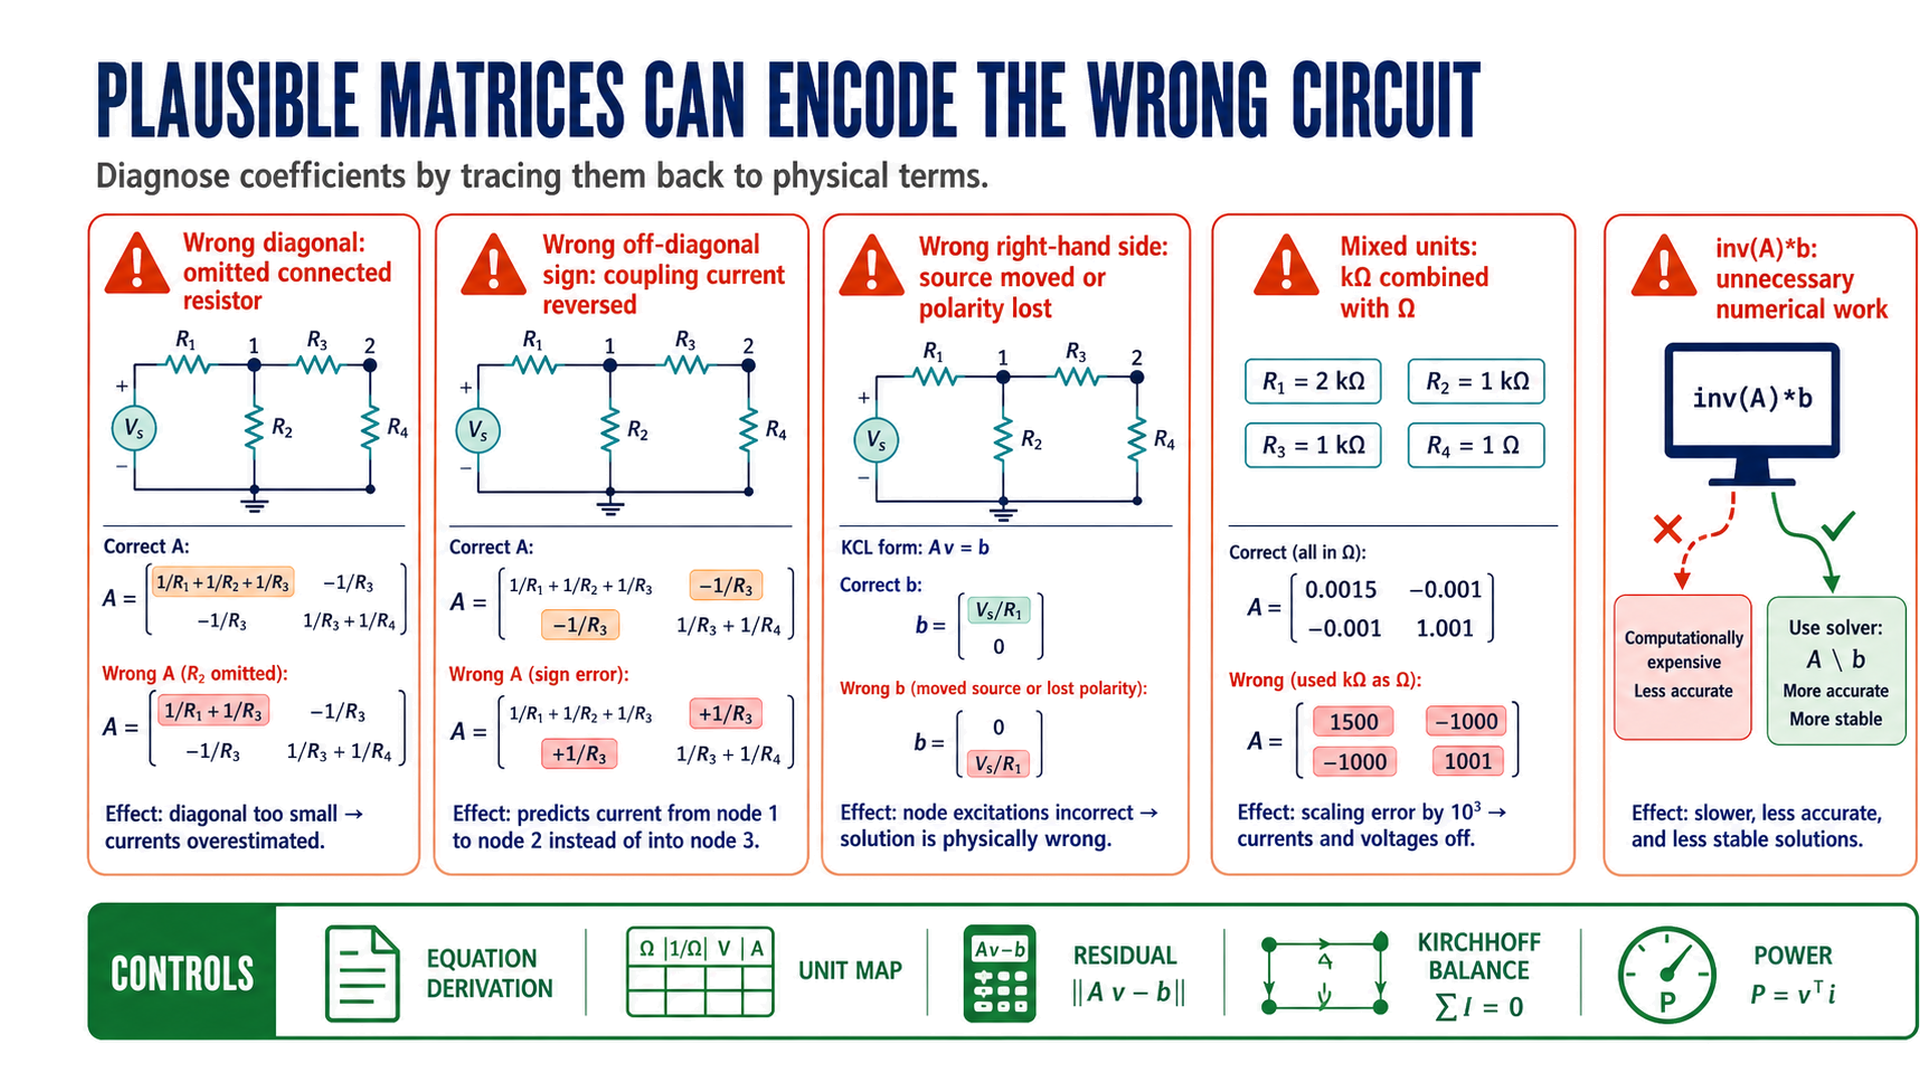 PLAUSIBLE MATRICES CAN ENCODE THE WRONG CIRCUIT
Diagnose coefficients by tracing them back to physical terms.
Wrong diagonal:
omitted connected
resistor
R₁ 1 R₃ 2
+
Vₛ R₂ R₄
−
Correct A:
A = [ 1/R₁ + 1/R₂ + 1/R₃ −1/R₃
−1/R₃ 1/R₃ + 1/R₄ ]
Wrong A (R₂ omitted):
A = [ 1/R₁ + 1/R₃ −1/R₃
−1/R₃ 1/R₃ + 1/R₄ ]
Effect: diagonal too small →
currents overestimated.
Wrong off-diagonal
sign: coupling current
reversed
R₁ 1 R₃ 2
+
Vₛ R₂ R₄
−
Correct A:
A = [ 1/R₁ + 1/R₂ + 1/R₃ −1/R₃
−1/R₃ 1/R₃ + 1/R₄ ]
Wrong A (sign error):
A = [ 1/R₁ + 1/R₂ + 1/R₃ +1/R₃
+1/R₃ 1/R₃ + 1/R₄ ]
Effect: predicts current from node 1
to node 2 instead of into node 3.
Wrong right-hand side:
source moved or
polarity lost
R₁ 1 R₃ 2
+
Vₛ R₂ R₄
−
KCL form: Av = b
Correct b:
b = [ Vₛ/R₁
0 ]
Wrong b (moved source or lost polarity):
b = [ 0
Vₛ/R₁ ]
Effect: node excitations incorrect →
solution is physically wrong.
Mixed units:
kΩ combined
with Ω
R₁ = 2 kΩ R₂ = 1 kΩ
R₃ = 1 kΩ R₄ = 1 Ω
Correct (all in Ω):
A = [ 0.0015 −0.001
−0.001 1.001 ]
Wrong (used kΩ as Ω):
A = [ 1500 −1000
−1000 1001 ]
Effect: scaling error by 10³ →
currents and voltages off.
inv(A)*b:
unnecessary
numerical work
inv(A)*b
Computationally
expensive
Less accurate
Use solver:
A \ b
More accurate
More stable
Effect: slower, less accurate,
and less stable solutions.
CONTROLS
EQUATION
DERIVATION
Ω |1/Ω| V | A
UNIT MAP
Av−b
RESIDUAL
||A v − b||
KIRCHHOFF
BALANCE
∑I = 0
P
POWER
P = vᵀi